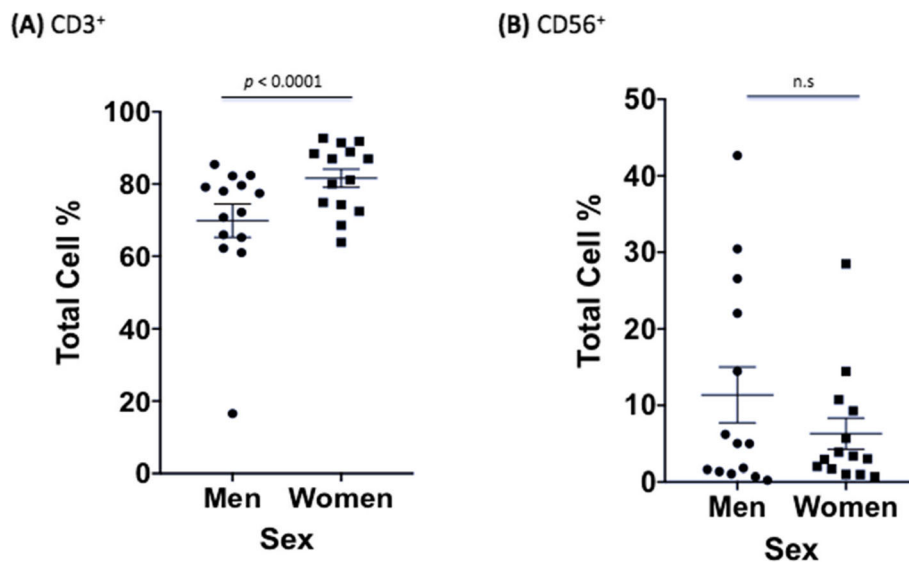 (A) CD3⁺
p < 0.0001
100
80
60
40
20
0
Total Cell %
Men Women
Sex
(B) CD56⁺
n.s
50
40
30
20
10
0
Total Cell %
Men Women
Sex